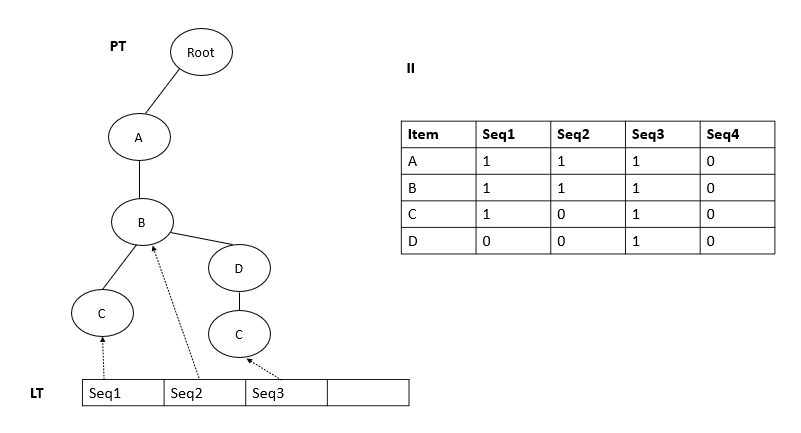 PT
Root
A
B
D
C
C
LT
Seq1 Seq2 Seq3
II
Item Seq1 Seq2 Seq3 Seq4
A 1 1 1 0
B 1 1 1 0
C 1 0 1 0
D 0 0 1 0